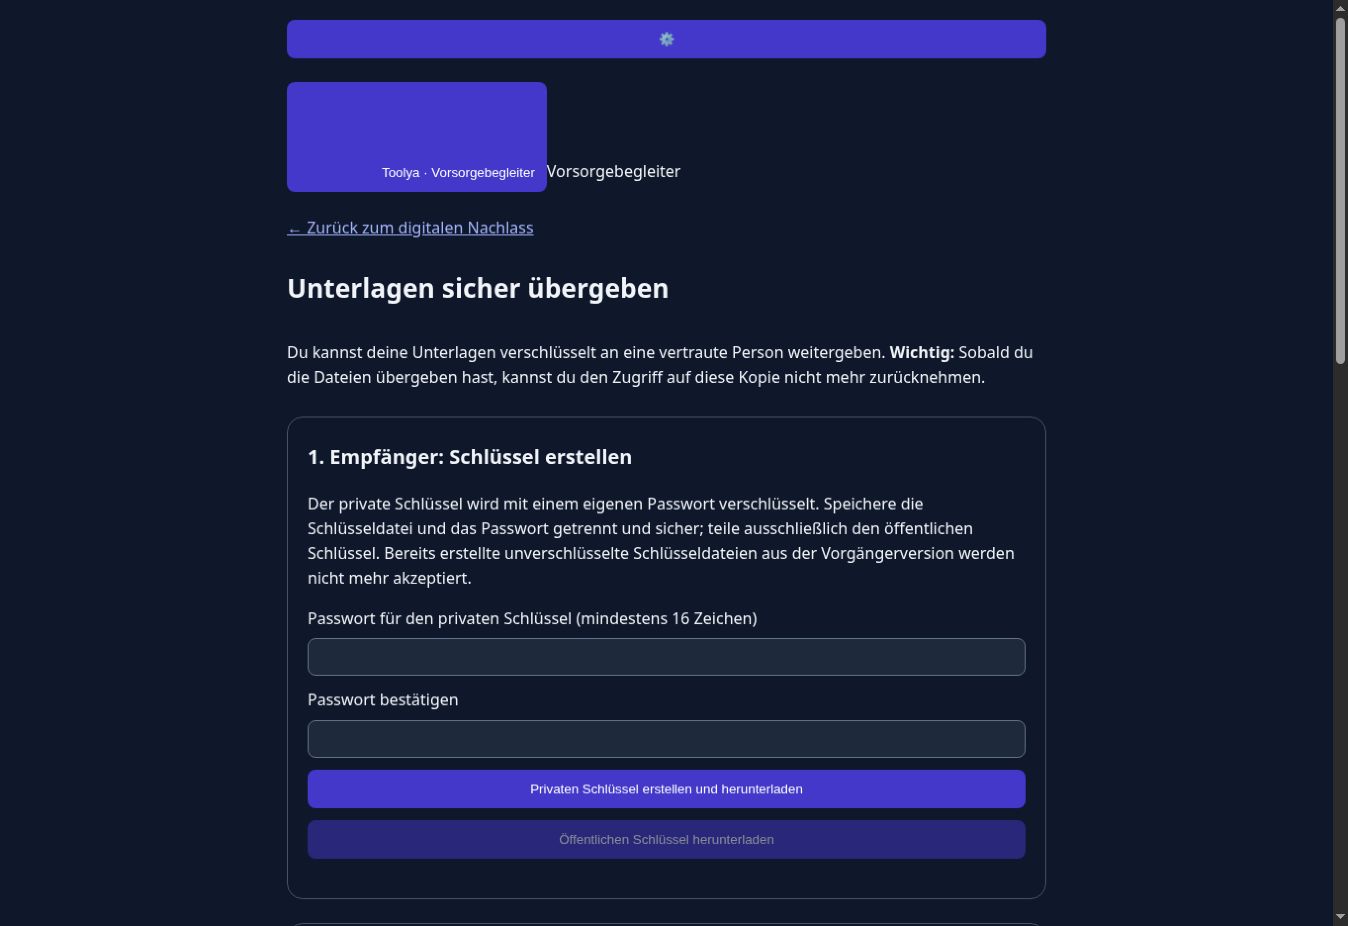 Toolya · Vorsorgebegleiter
Vorsorgebegleiter
← Zurück zum digitalen Nachlass
Unterlagen sicher übergeben
Du kannst deine Unterlagen verschlüsselt an eine vertraute Person weitergeben. Wichtig: Sobald du
die Dateien übergeben hast, kannst du den Zugriff auf diese Kopie nicht mehr zurücknehmen.
1. Empfänger: Schlüssel erstellen
Der private Schlüssel wird mit einem eigenen Passwort verschlüsselt. Speichere die
Schlüsseldatei und das Passwort getrennt und sicher; teile ausschließlich den öffentlichen
Schlüssel. Bereits erstellte unverschlüsselte Schlüsseldateien aus der Vorgängerversion werden
nicht mehr akzeptiert.
Passwort für den privaten Schlüssel (mindestens 16 Zeichen)
Passwort bestätigen
Privaten Schlüssel erstellen und herunterladen
Öffentlichen Schlüssel herunterladen